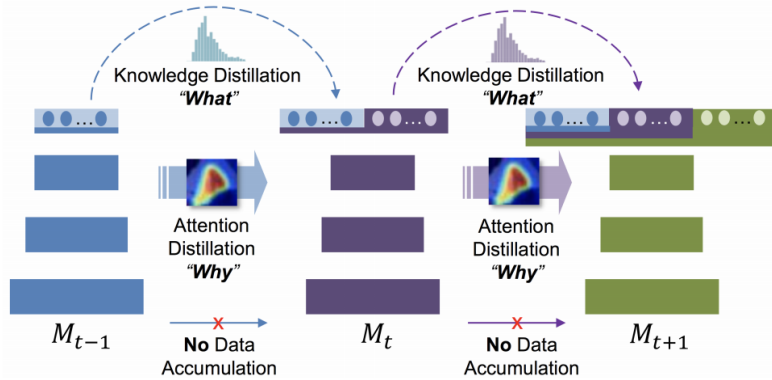 Knowledge Distillation
"What"
Knowledge Distillation
"What"
...
...
...
...
...
...
Attention
Distillation
"Why"
Attention
Distillation
"Why"
X
X
M_{t-1}
No Data
Accumulation
M_t
No Data
Accumulation
M_{t+1}